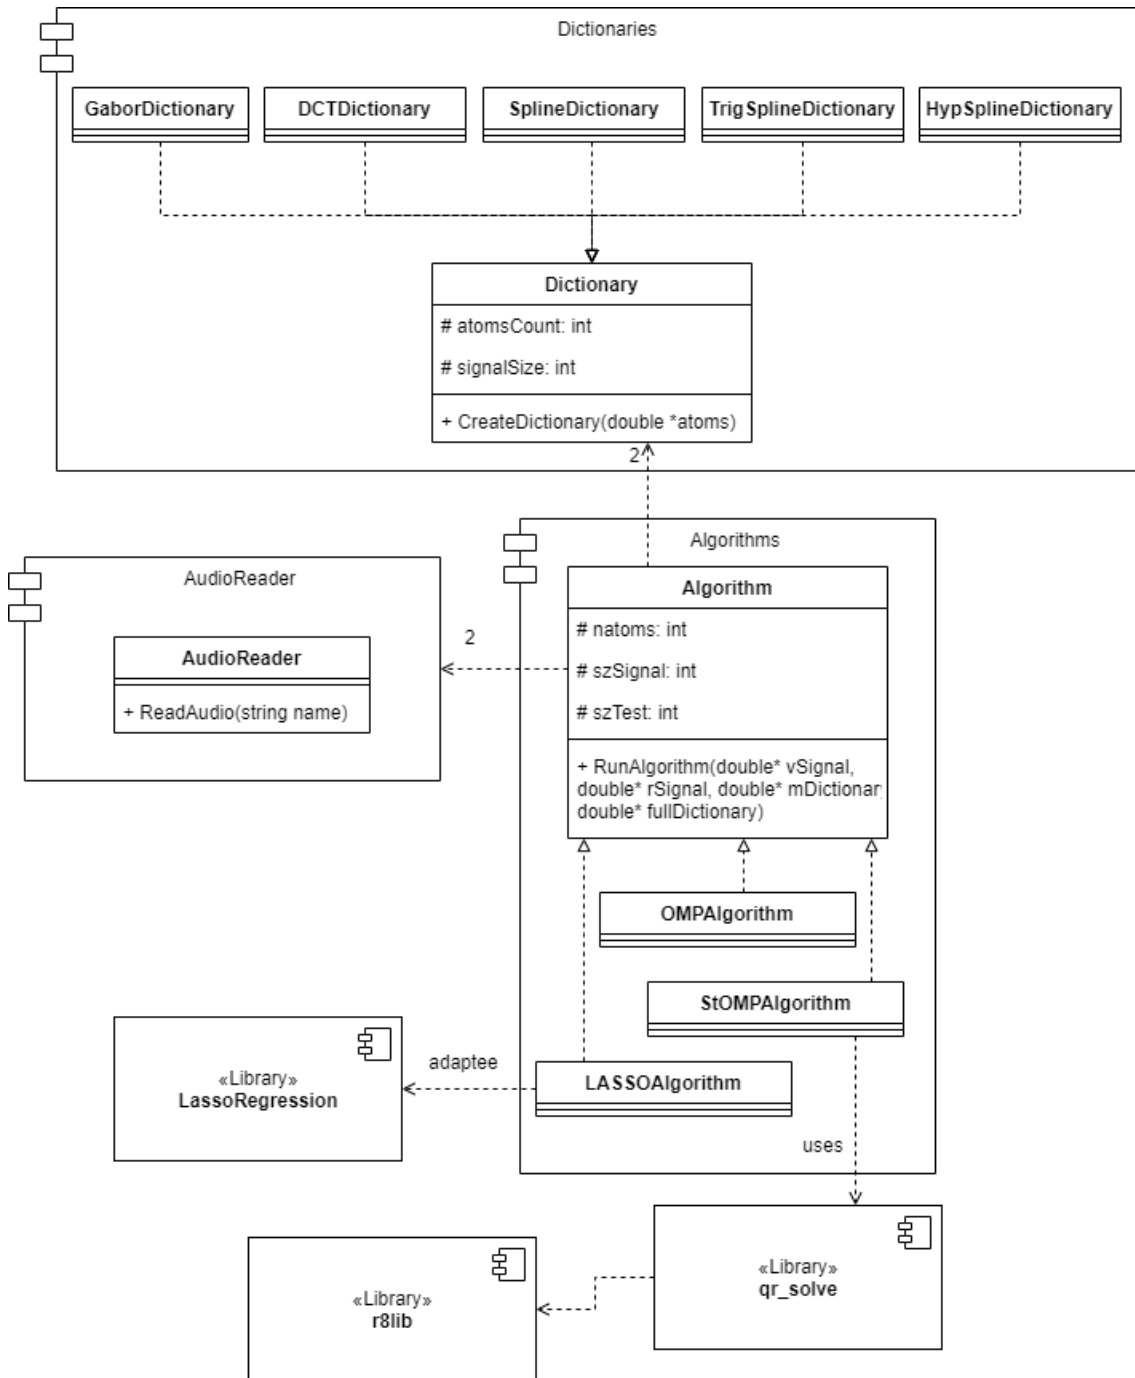 Dictionaries
GaborDictionary
DCTDictionary
SplineDictionary
TrigSplineDictionary
HypSplineDictionary
Dictionary
# atomsCount: int
# signalSize: int
+ CreateDictionary(double *atoms)
2
Algorithms
AudioReader
Algorithm
# natoms: int
# szSignal: int
# szTest: int
2
AudioReader
+ ReadAudio(string name)
+ RunAlgorithm(double* vSignal,
double* rSignal, double* mDictionar
double* fullDictionary)
OMPAlgorithm
StOMPAlgorithm
adaptee
LASSOAlgorithm
«Library»
LassoRegression
uses
«Library»
qr_solve
«Library»
r8lib